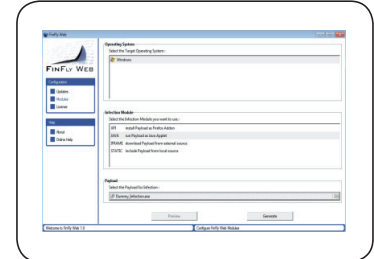 FinFly Web
FINFLY WEB
Configuration
Updates
Modules
License
Help
About
Online Help
Operating System
Select the Target Operating System:
Windows
Infection Module
Select the Infection Module you want to use:
XPI Install Payload as Firefox Addon
JAVA run Payload as Java Applet
IFRAME download Payload from external source
STATIC include Payload from local source
Payload
Select the Payload for Infection:
Dummy_Infection.exe
Preview
Generate
Welcome to FinFly Web 1.0
Configure FinFly Web Modules